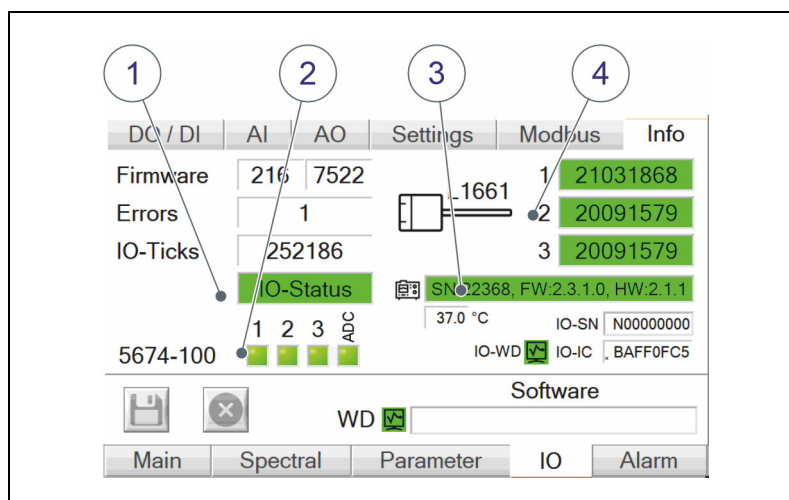 1 2 3 4
DO / DI AI AO Settings Modbus Info
Firmware 216 7522 1 21031868
L1661
Errors 1 2 20091579
IO-Ticks 252186 3 20091579
IO-Status SN:22368, FW:2.3.1.0, HW:2.1.1
37.0 °C IO-SN N00000000
1 2 3 ADC
5674-100 IO-WD IO-IC BAFF0FC5
Software
WD
Main Spectral Parameter IO Alarm